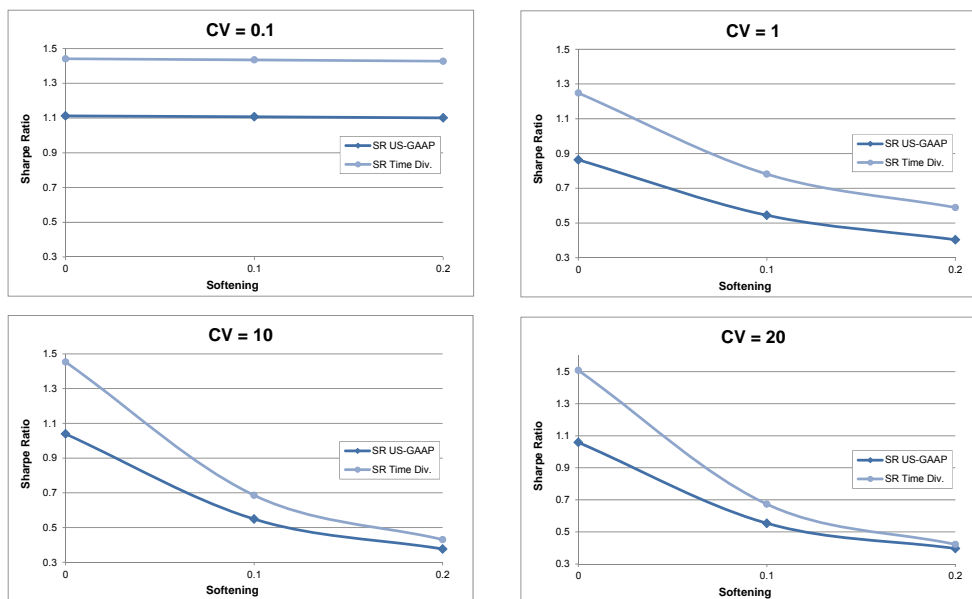 CV = 0.1
1.5
1.3
1.1
0.9
0.7
0.5
0.3
Sharpe Ratio
SR US-GAAP
SR Time Div.
0
0.1
0.2
Softening
CV = 1
1.5
1.3
1.1
0.9
0.7
0.5
0.3
Sharpe Ratio
SR US-GAAP
SR Time Div.
0
0.1
0.2
Softening
CV = 10
1.5
1.3
1.1
0.9
0.7
0.5
0.3
Sharpe Ratio
SR US-GAAP
SR Time Div.
0
0.1
0.2
Softening
CV = 20
1.5
1.3
1.1
0.9
0.7
0.5
0.3
Sharpe Ratio
SR US-GAAP
SR Time Div.
0
0.1
0.2
Softening